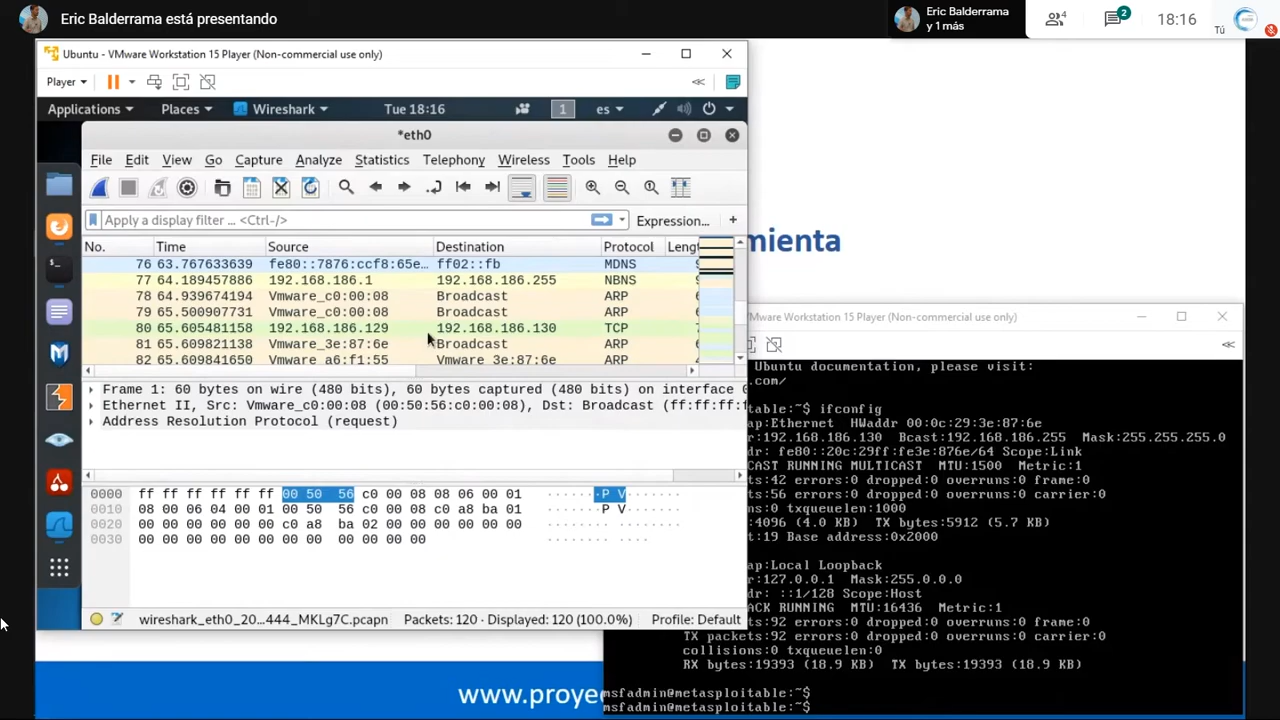 Eric Balderrama está presentando
Eric Balderrama
y 1 más
4
2
18:16
Tú
Ubuntu - VMware Workstation 15 Player (Non-commercial use only)
Player
Applications Places Wireshark Tue 18:16 1 es
*eth0
File Edit View Go Capture Analyze Statistics Telephony Wireless Tools Help
Apply a display filter ... <Ctrl-/> Expression... +
No. Time Source Destination Protocol Lengt
76 63.767633639 fe80::7876:ccf8:65e… ff02::fb MDNS
77 64.189457886 192.168.186.1 192.168.186.255 NBNS
78 64.939674194 Vmware_c0:00:08 Broadcast ARP
79 65.500907731 Vmware_c0:00:08 Broadcast ARP
80 65.605481158 192.168.186.129 192.168.186.130 TCP
81 65.609821138 Vmware_3e:87:6e Broadcast ARP
82 65.609841650 Vmware_a6:f1:55 Vmware_3e:87:6e ARP
Frame 1: 60 bytes on wire (480 bits), 60 bytes captured (480 bits) on interface 0
Ethernet II, Src: Vmware_c0:00:08 (00:50:56:c0:00:08), Dst: Broadcast (ff:ff:ff:f
Address Resolution Protocol (request)
0000 ff ff ff ff ff ff 00 50 56 c0 00 08 08 06 00 01 ·······P V·······
0010 08 00 06 04 00 01 00 50 56 c0 00 08 c0 a8 ba 01 P V
0020 00 00 00 00 00 00 c0 a8 ba 02 00 00 00 00 00 00
0030 00 00 00 00 00 00 00 00 00 00 00 00
wireshark_eth0_20...444_MKLg7C.pcapn Packets: 120 · Displayed: 120 (100.0%) Profile: Default
mienta
Mware Workstation 15 Player (Non-commercial use only)
Ubuntu documentation, please visit:
.com/
table:~$ ifconfig
ap:Ethernet HWaddr 00:0c:29:3e:87:6e
r:192.168.186.130 Bcast:192.168.186.255 Mask:255.255.255.0
dr: fe80::20c:29ff:fe3e:876e/64 Scope:Link
CAST RUNNING MULTICAST MTU:1500 Metric:1
ets:42 errors:0 dropped:0 overruns:0 frame:0
ets:56 errors:0 dropped:0 overruns:0 carrier:0
ons:0 txqueuelen:1000
:4096 (4.0 KB) TX bytes:5912 (5.7 KB)
t:19 Base address:0x2000
ap:Local Loopback
r:127.0.0.1 Mask:255.0.0.0
dr: ::1/128 Scope:Host
ACK RUNNING MTU:16436 Metric:1
ets:92 errors:0 dropped:0 overruns:0 frame:0
TX packets:92 errors:0 dropped:0 overruns:0 carrier:0
collisions:0 txqueuelen:0
RX bytes:19393 (18.9 KB) TX bytes:19393 (18.9 KB)
msfadmin@metasploitable:~$
msfadmin@metasploitable:~$
www.proyec